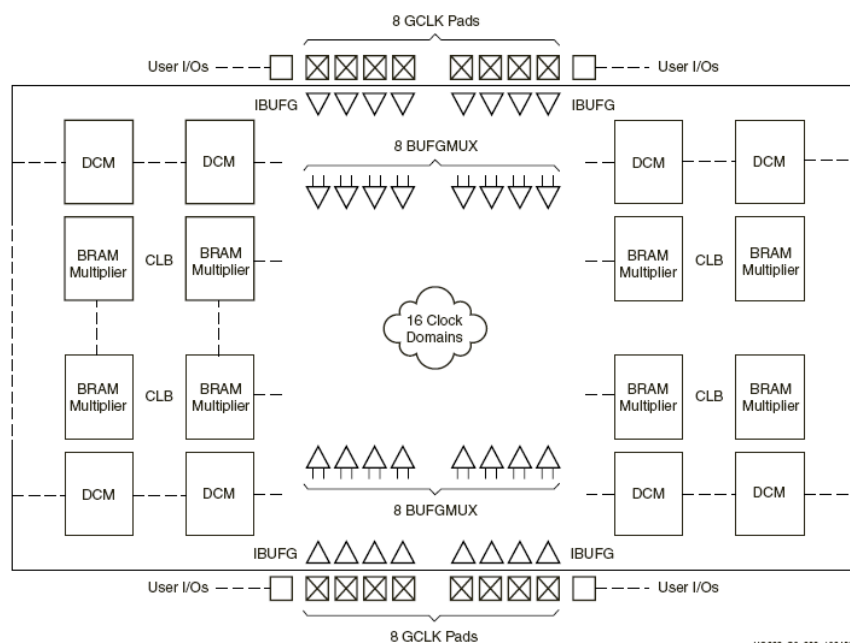 8 GCLK Pads
User I/Os
User I/Os
IBUFG
IBUFG
DCM
DCM
8 BUFGMUX
DCM
DCM
BRAM
Multiplier
CLB
BRAM
Multiplier
BRAM
Multiplier
CLB
BRAM
Multiplier
16 Clock
Domains
BRAM
Multiplier
CLB
BRAM
Multiplier
BRAM
Multiplier
CLB
BRAM
Multiplier
DCM
DCM
8 BUFGMUX
DCM
DCM
IBUFG
IBUFG
User I/Os
User I/Os
8 GCLK Pads